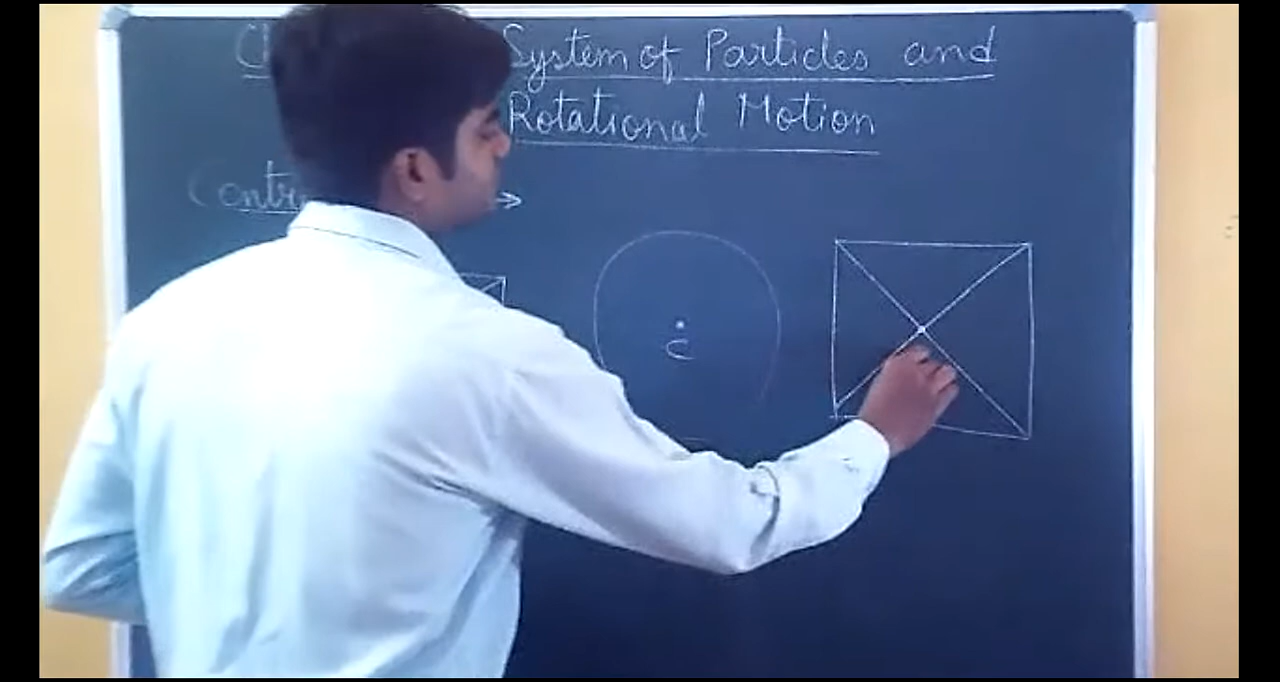 System of Particles and
Rotational Motion
→
C